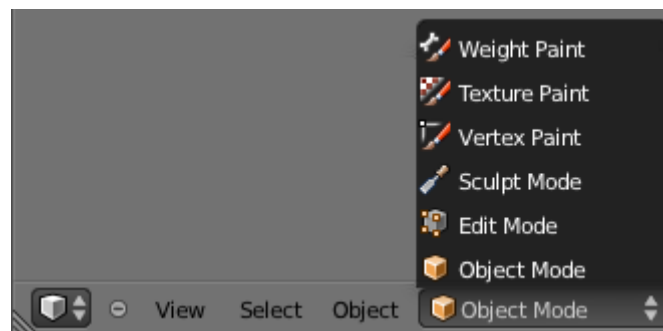 Weight Paint
Texture Paint
Vertex Paint
Sculpt Mode
Edit Mode
Object Mode
View Select Object Object Mode